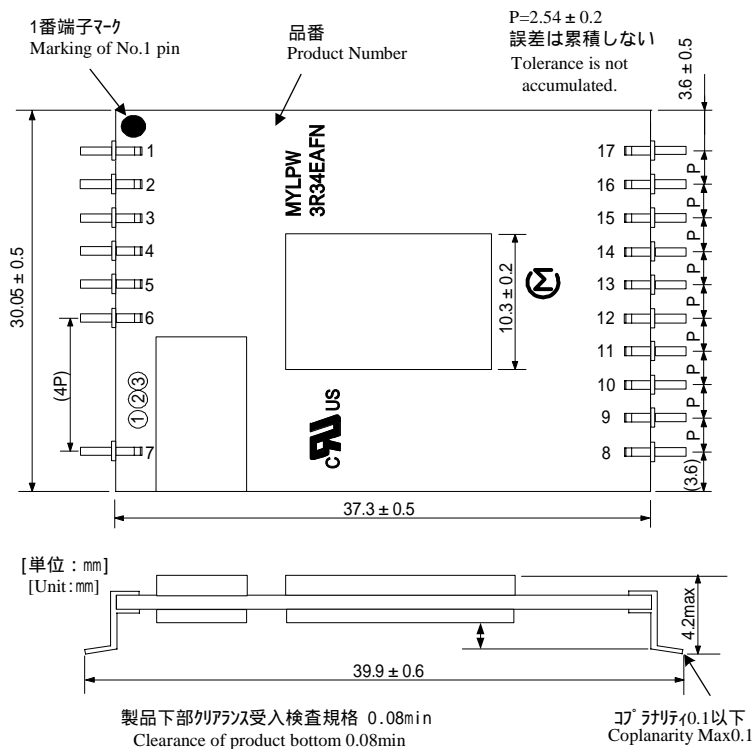 1番端子マーク
Marking of No.1 pin
品番
Product Number
P=2.54 ± 0.2
誤差は累積しない
Tolerance is not
accumulated.
3.6 ± 0.5
MYLPW
3R34EAFN
1
2
3
4
5
6
7
17
16
15
14
13
12
11
10
9
8
P
P
P
P
P
P
P
P
P
(3.6)
30.05 ± 0.5
(4P)
①②③
10.3 ± 0.2
C RU US
37.3 ± 0.5
[単位：㎜]
[Unit:㎜]
4.2max
39.9 ± 0.6
製品下部クリアランス受入検査規格 0.08min
Clearance of product bottom 0.08min
コプラナリティ0.1以下
Coplanarity Max0.1